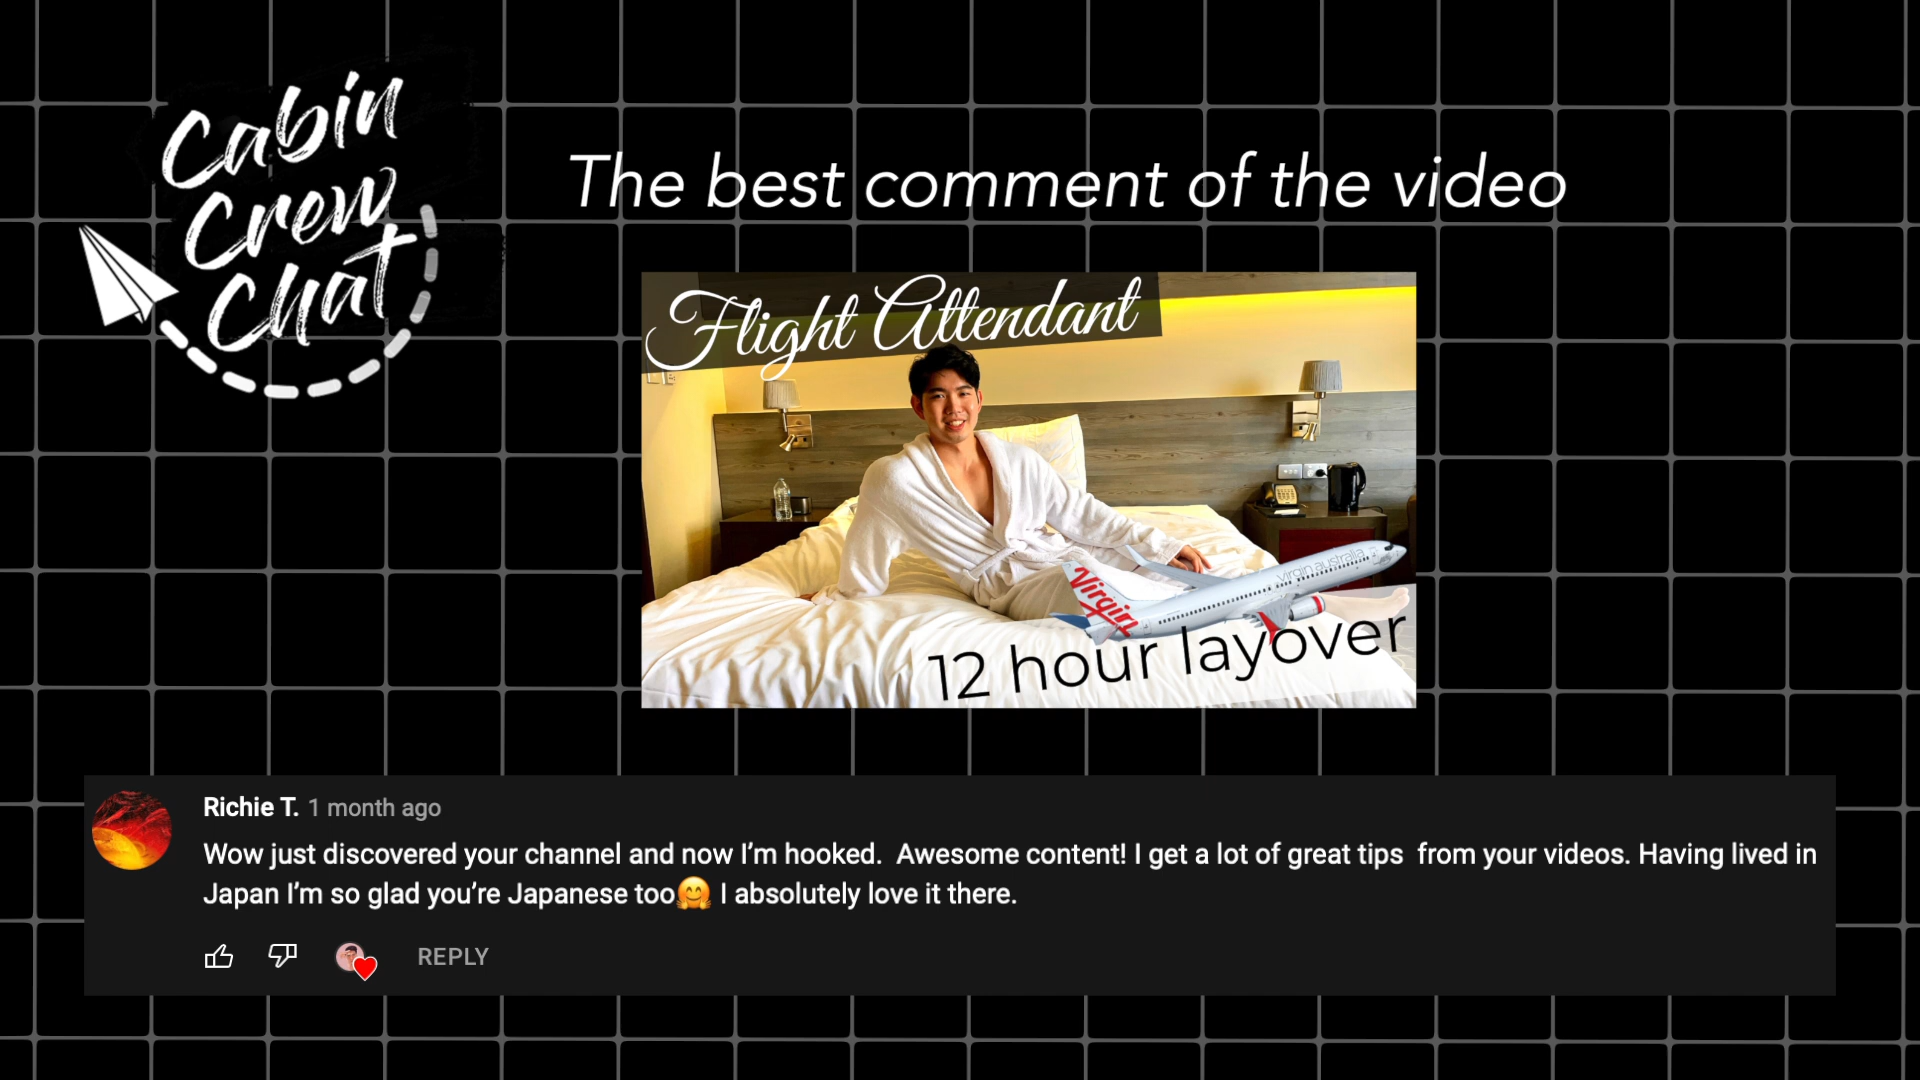 Cabin
Crew
Chat
The best comment of the video
Flight Attendant
virgin australia
Virgin
12 hour layover
Richie T. 1 month ago
Wow just discovered your channel and now I’m hooked.  Awesome content! I get a lot of great tips  from your videos. Having lived in
Japan I’m so glad you’re Japanese too🤗 I absolutely love it there.
REPLY